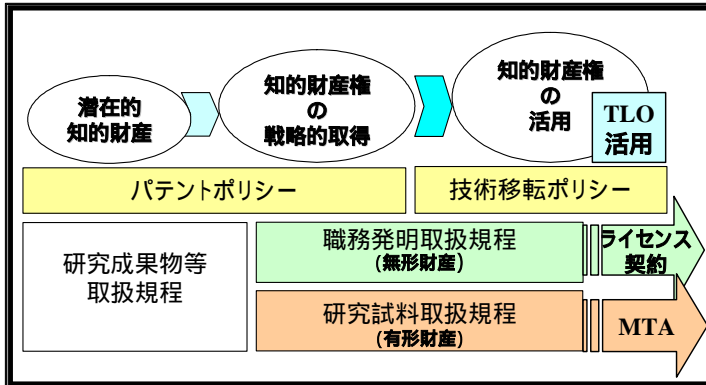 潜在的
知的財産
知的財産権
の
戦略的取得
知的財産権
の
活用
TLO
活用
パテントポリシー
技術移転ポリシー
研究成果物等
取扱規程
職務発明取扱規程
(無形財産)
ライセンス
契約
研究試料取扱規程
(有形財産)
MTA